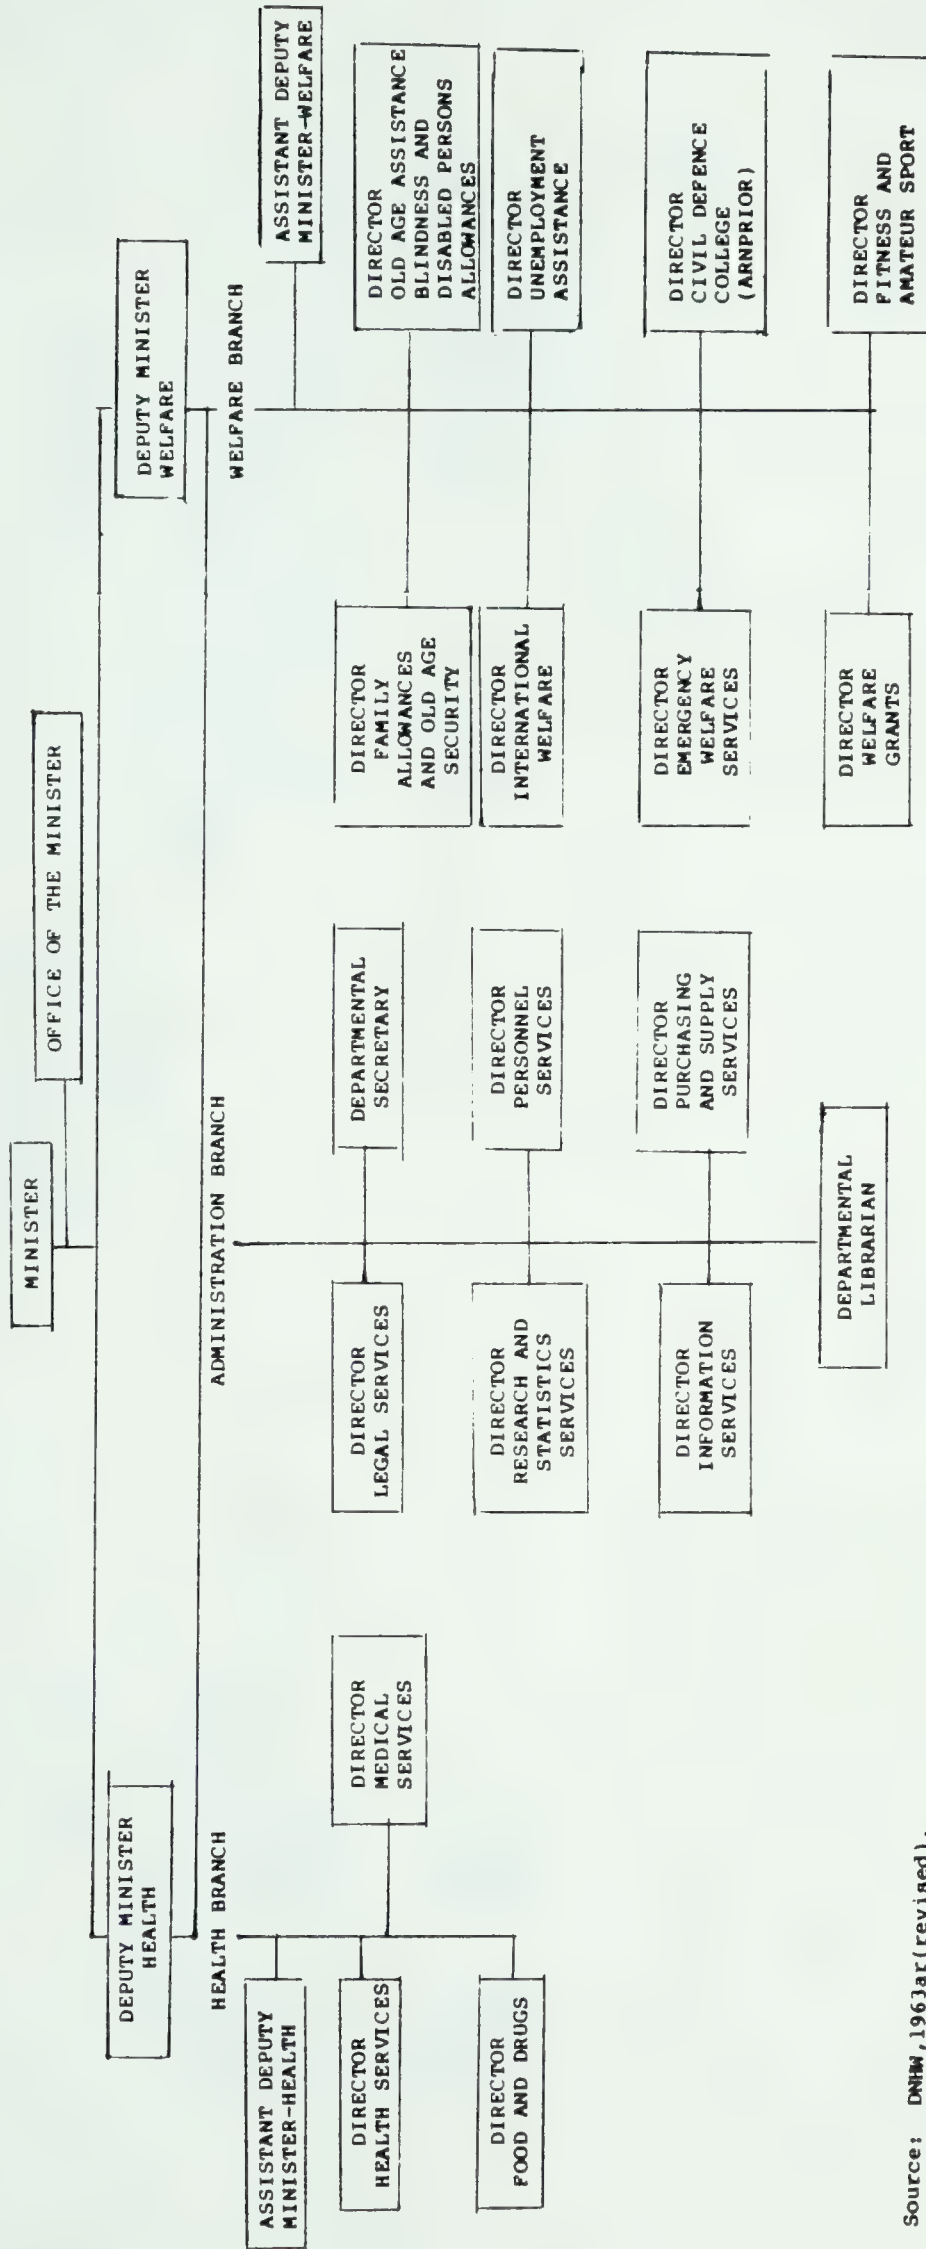 MINISTER
OFFICE OF THE MINISTER
DEPUTY MINISTER
HEALTH
DEPUTY MINISTER
WELFARE
HEALTH BRANCH
ADMINISTRATION BRANCH
WELFARE BRANCH
ASSISTANT DEPUTY
MINISTER-HEALTH
DIRECTOR
HEALTH SERVICES
DIRECTOR
MEDICAL
SERVICES
DIRECTOR
FOOD AND DRUGS
DIRECTOR
LEGAL SERVICES
DEPARTMENTAL
SECRETARY
DIRECTOR
RESEARCH AND
STATISTICS
SERVICES
DIRECTOR
PERSONNEL
SERVICES
DIRECTOR
INFORMATION
SERVICES
DIRECTOR
PURCHASING
AND SUPPLY
SERVICES
DEPARTMENTAL
LIBRARIAN
ASSISTANT DEPUTY
MINISTER-WELFARE
DIRECTOR
FAMILY
ALLOWANCES
AND OLD AGE
SECURITY
DIRECTOR
OLD AGE ASSISTANCE
BLINDNESS AND
DISABLED PERSONS
ALLOWANCES
DIRECTOR
INTERNATIONAL
WELFARE
DIRECTOR
UNEMPLOYMENT
ASSISTANCE
DIRECTOR
EMERGENCY
WELFARE
SERVICES
DIRECTOR
CIVIL DEFENCE
COLLEGE
(ARNPRIOR)
DIRECTOR
WELFARE
GRANTS
DIRECTOR
FITNESS AND
AMATEUR SPORT
Source: DNHW,1963ar(revised).